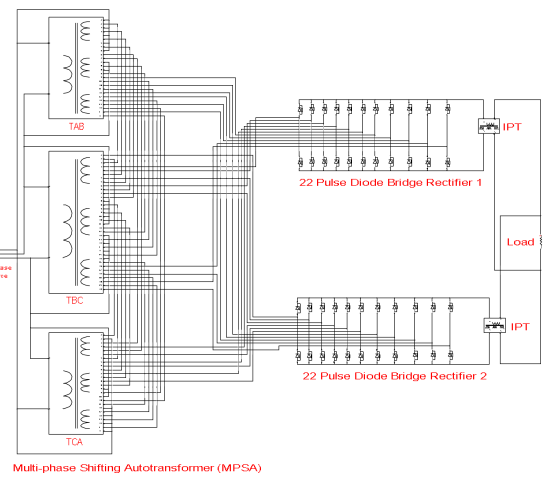 TAB
IPT
22 Pulse Diode Bridge Rectifier 1
Load
ase
TBC
IPT
22 Pulse Diode Bridge Rectifier 2
TCA
Multi-phase Shifting Autotransformer (MPSA)